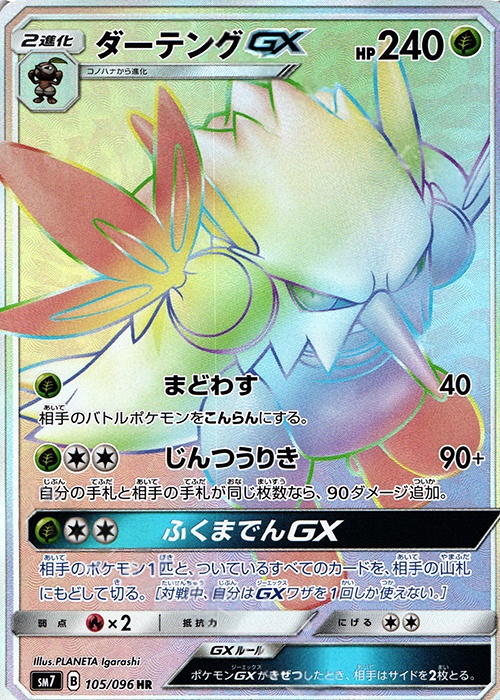 2進化 ダーテングGX HP240
コノハナから進化
まどわす 40
相手のバトルポケモンをこんらんにする。
じんつうりき 90+
自分の手札と相手の手札が同じ枚数なら、90ダメージ追加。
ふくまでんGX
相手のポケモン1匹と、ついているすべてのカードを、相手の山札
にもどして切る。[対戦中、自分はGXワザを1回しか使えない。]
弱点 ×2 抵抗力 にげる
GXルール
Illus.PLANETA Igarashi
ポケモンGXがきぜつしたとき、相手はサイドを2枚とる。
SM7 B 105/096 HR